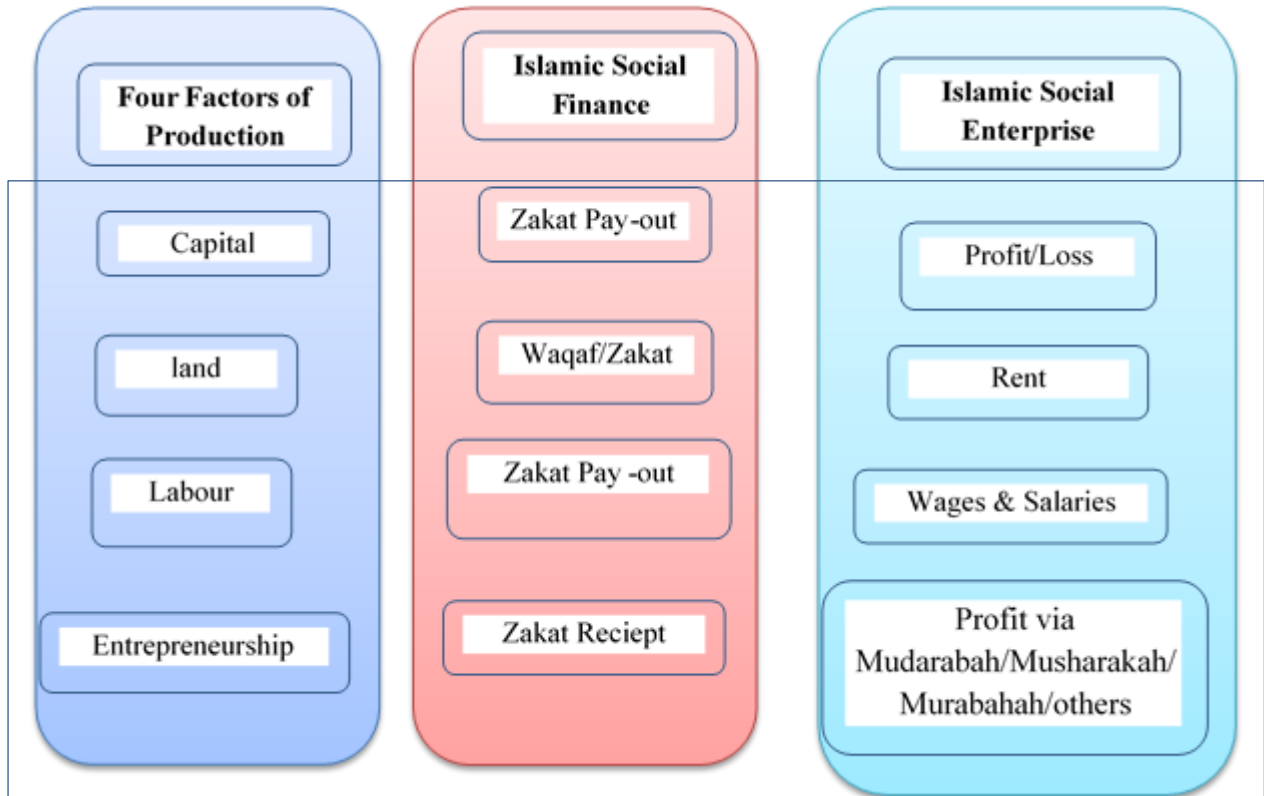 Four Factors of
Production
Capital
land
Labour
Entrepreneurship
Islamic Social
Finance
Zakat Pay-out
Waqaf/Zakat
Zakat Pay -out
Zakat Reciept
Islamic Social
Enterprise
Profit/Loss
Rent
Wages & Salaries
Profit via
Mudarabah/Musharakah/
Murabahah/others